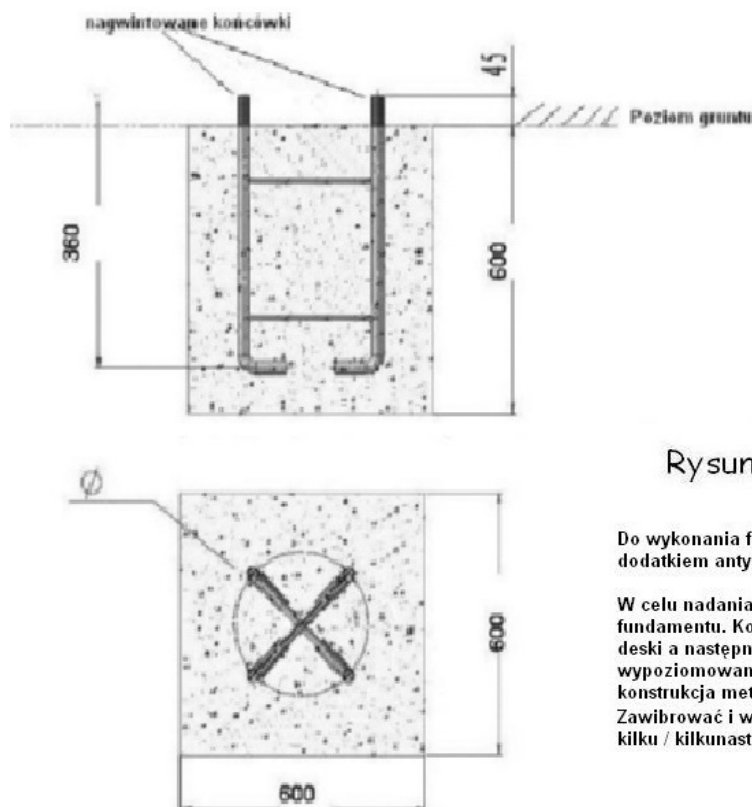 nagwintowane końcówki
45
Poziom gruntu
360
600
Rysun
Ø
Do wykonania f
dodatkiem anty
W celu nadania
fundamentu. Ko
deski a następn
wypoziomowan
konstrukcja met
Zawibrować i w
kilku / kilkunast
600
600